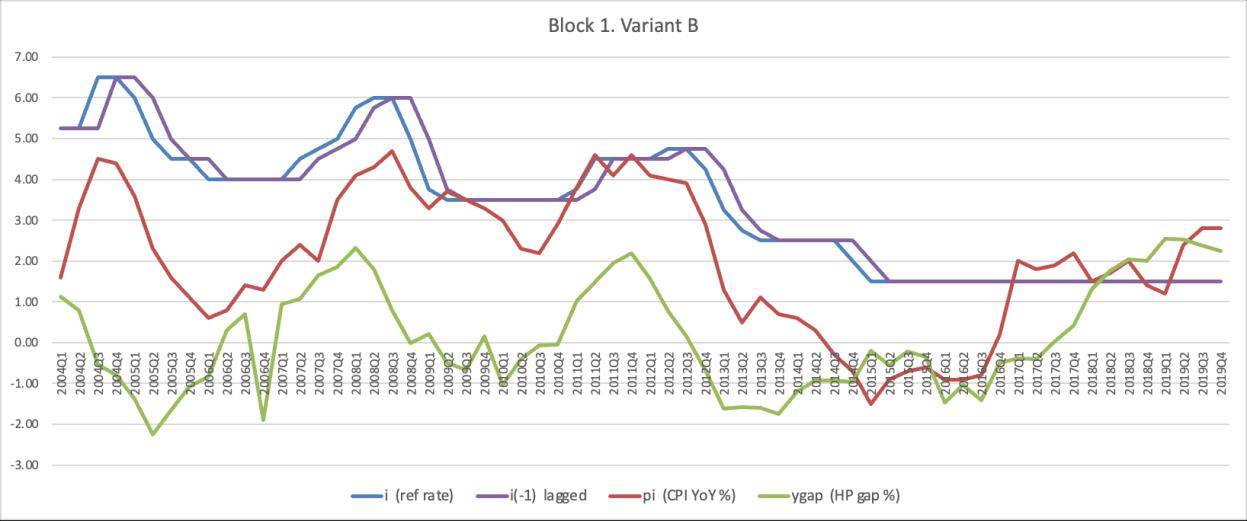 Block 1. Variant B
7.00
6.00
5.00
4.00
3.00
2.00
1.00
0.00
-1.00
-2.00
-3.00
2004Q1
2004Q2
2004Q3
2004Q4
2005Q1
2005Q2
2005Q3
2005Q4
2006Q1
2006Q2
2006Q3
2006Q4
2007Q1
2007Q2
2007Q3
2007Q4
2008Q1
2008Q2
2008Q3
2008Q4
2009Q1
2009Q2
2009Q3
2009Q4
2010Q1
2010Q2
2010Q3
2010Q4
2011Q1
2011Q2
2011Q3
2011Q4
2012Q1
2012Q2
2012Q3
2012Q4
2013Q1
2013Q2
2013Q3
2013Q4
2014Q1
2014Q2
2014Q3
2014Q4
2015Q1
2015Q2
2015Q3
2015Q4
2016Q1
2016Q2
2016Q3
2016Q4
2017Q1
2017Q2
2017Q3
2017Q4
2018Q1
2018Q2
2018Q3
2018Q4
2019Q1
2019Q2
2019Q3
2019Q4
i (ref rate) i(-1) lagged pi (CPI YoY %) ygap (HP gap %)